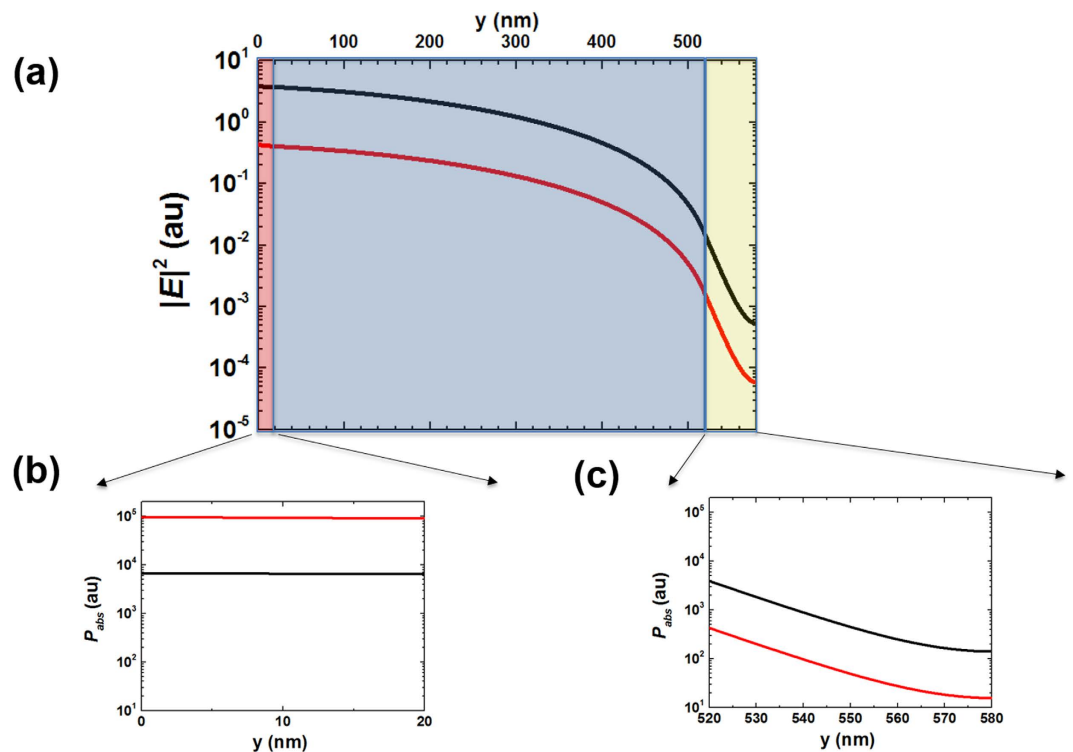 y (nm)
0 100 200 300 400 500
(a)
10^1
10^0
10^-1
10^-2
10^-3
10^-4
10^-5
|E|^2 (au)
(b)
10^5
10^4
10^3
10^2
10^1
P_abs (au)
0 10 20
y (nm)
(c)
10^5
10^4
10^3
10^2
10^1
P_abs (au)
520 530 540 550 560 570 580
y (nm)